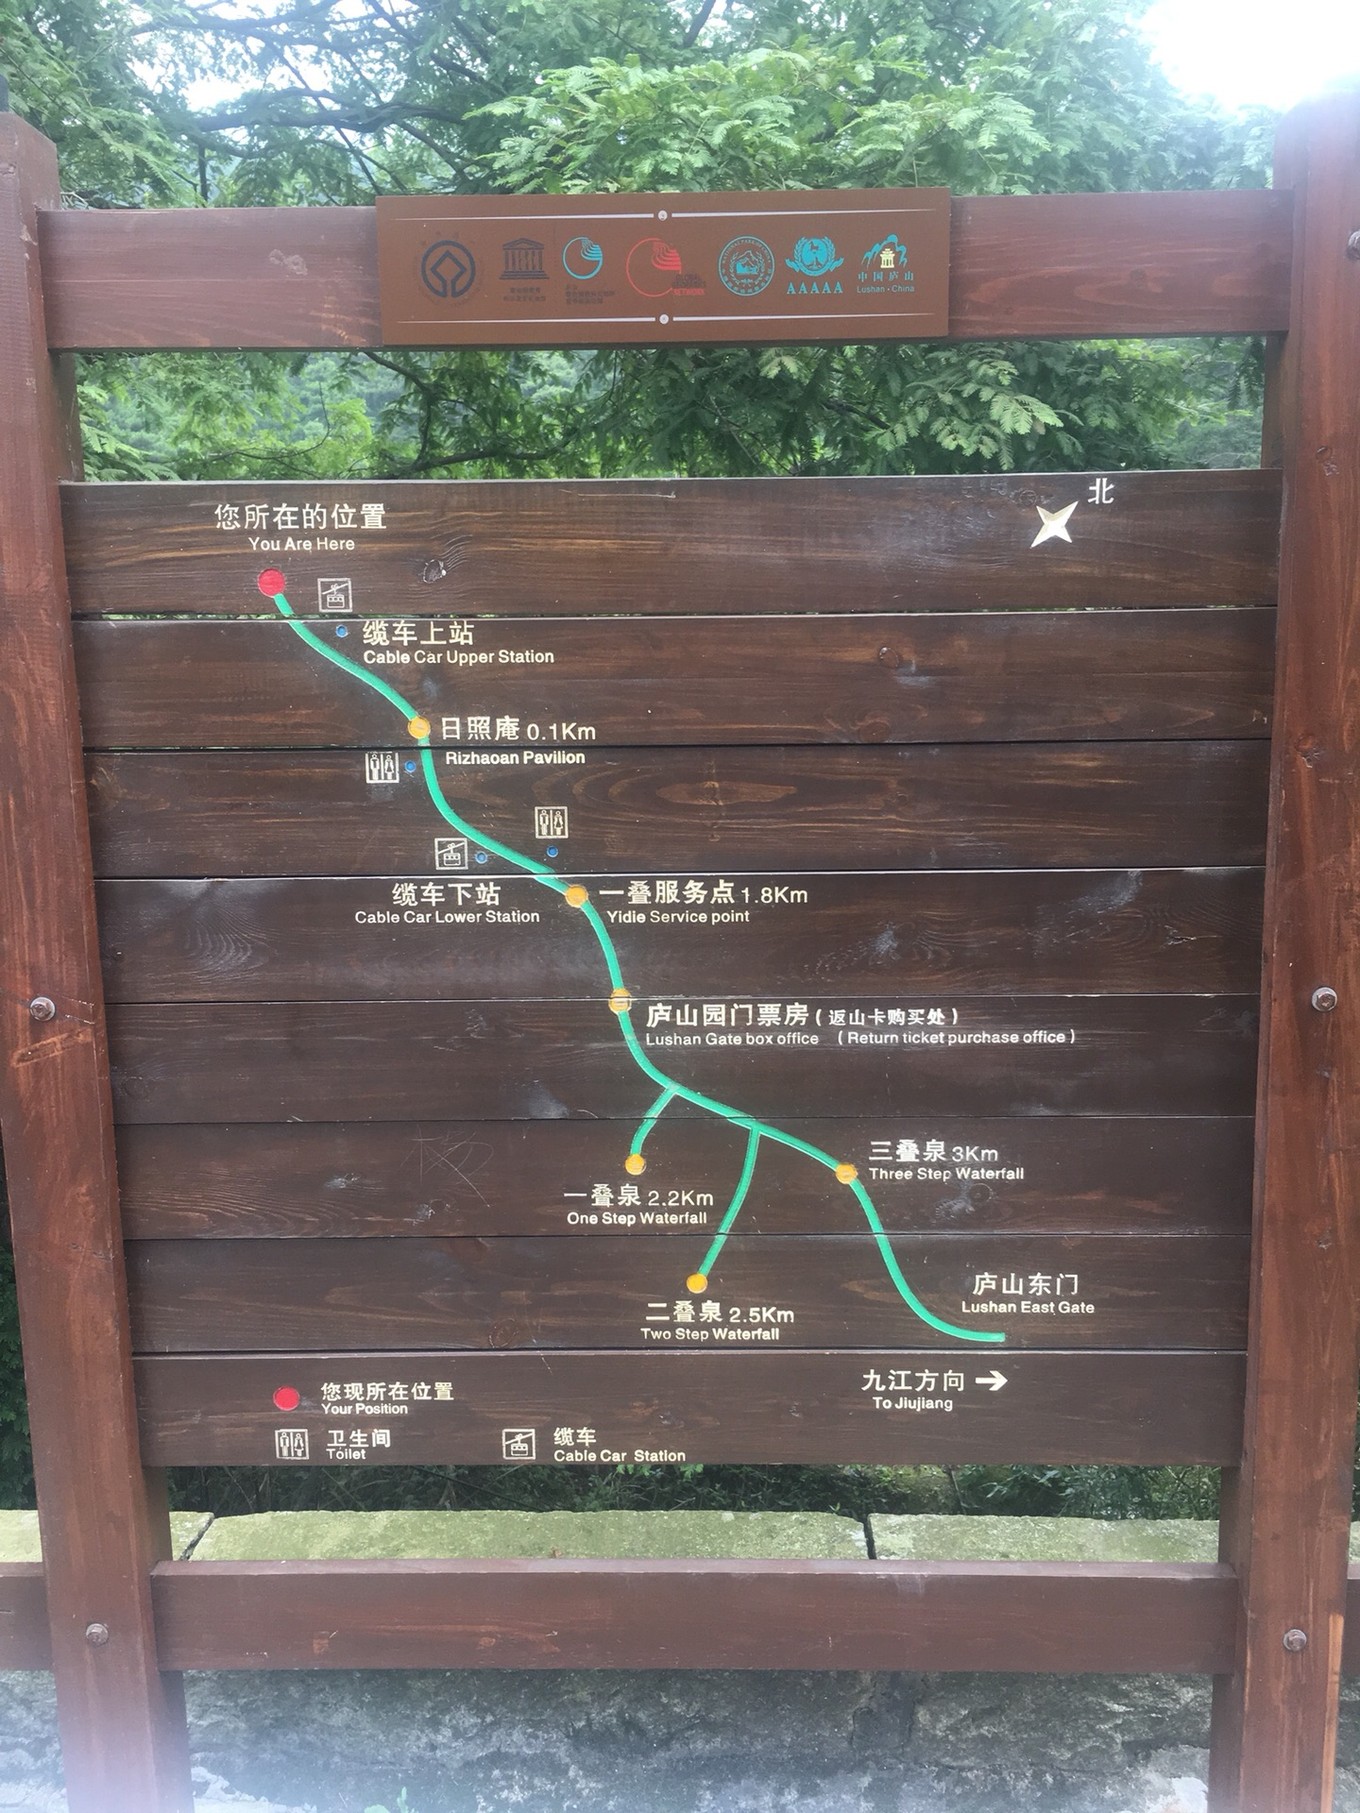 AAAAA
中国庐山
Lushan·China
北
您所在的位置
You Are Here
缆车上站
Cable Car Upper Station
日照庵 0.1Km
Rizhaoan Pavilion
缆车下站
Cable Car Lower Station
一叠服务点 1.8Km
Yidie Service point
庐山园门票房(返山卡购买处)
Lushan Gate box office (Return ticket purchase office)
三叠泉 3Km
Three Step Waterfall
一叠泉 2.2Km
One Step Waterfall
庐山东门
Lushan East Gate
二叠泉 2.5Km
Two Step Waterfall
九江方向
To Jiujiang
您现所在位置
Your Position
卫生间
Toilet
缆车
Cable Car Station